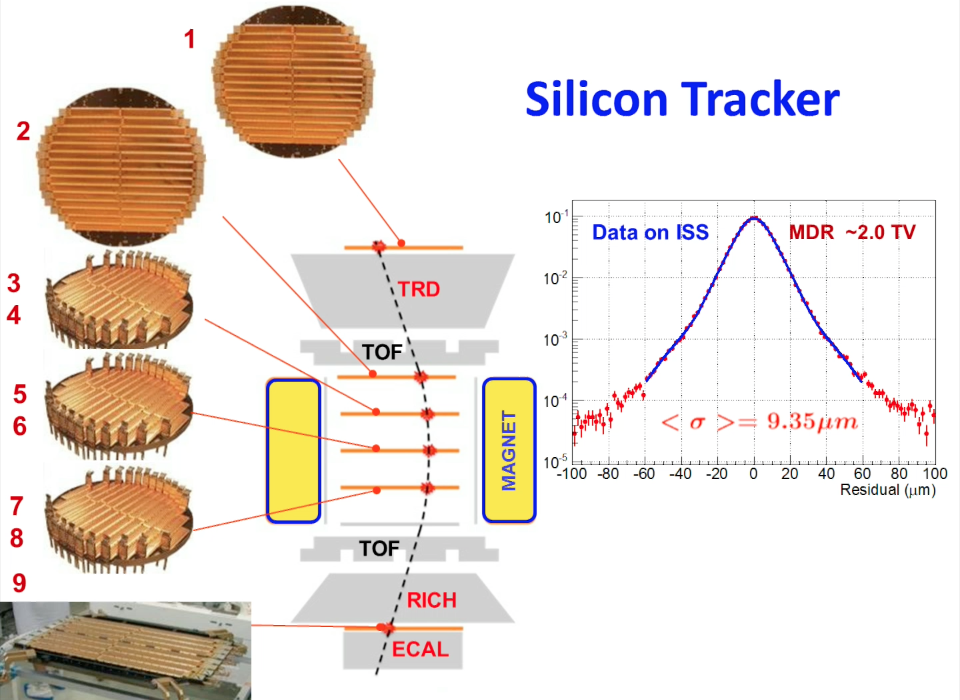 Silicon Tracker
1
2
3
4
5
6
7
8
9
TRD
TOF
MAGNET
TOF
RICH
ECAL
Data on ISS
MDR ~2.0 TV
< σ >= 9.35μm
10⁻¹
10⁻²
10⁻³
10⁻⁴
10⁻⁵
-100 -80 -60 -40 -20 0 20 40 60 80 100
Residual (μm)